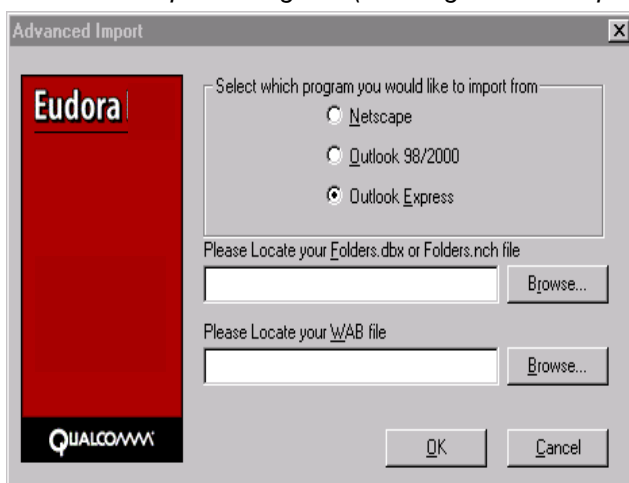 Advanced Import
Eudora
Select which program you would like to import from
Netscape
Outlook 98/2000
Outlook Express
Please Locate your Folders.dbx or Folders.nch file
Browse...
Please Locate your WAB file
Browse...
QUALCOMM
OK
Cancel